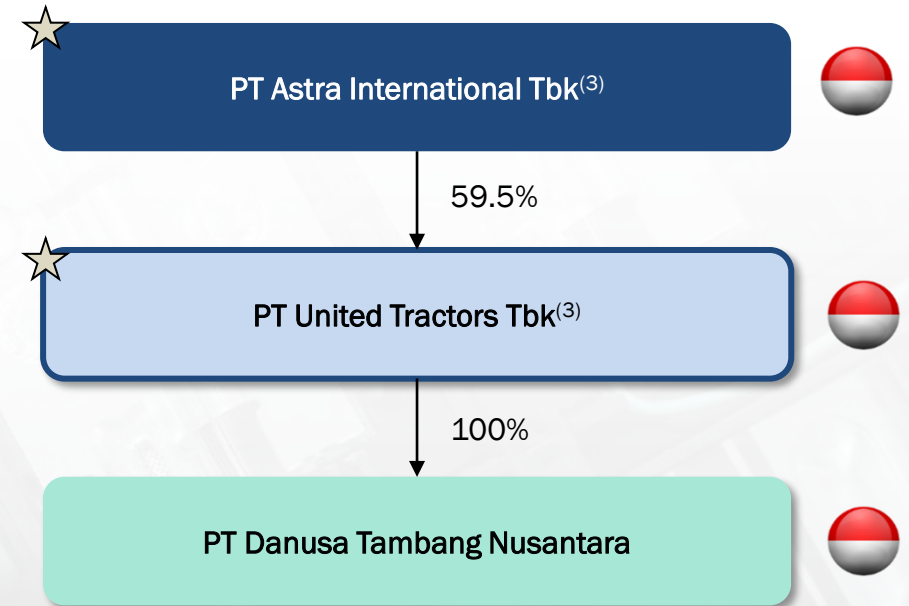 PT Astra International Tbk(3)
59.5%
PT United Tractors Tbk(3)
100%
PT Danusa Tambang Nusantara